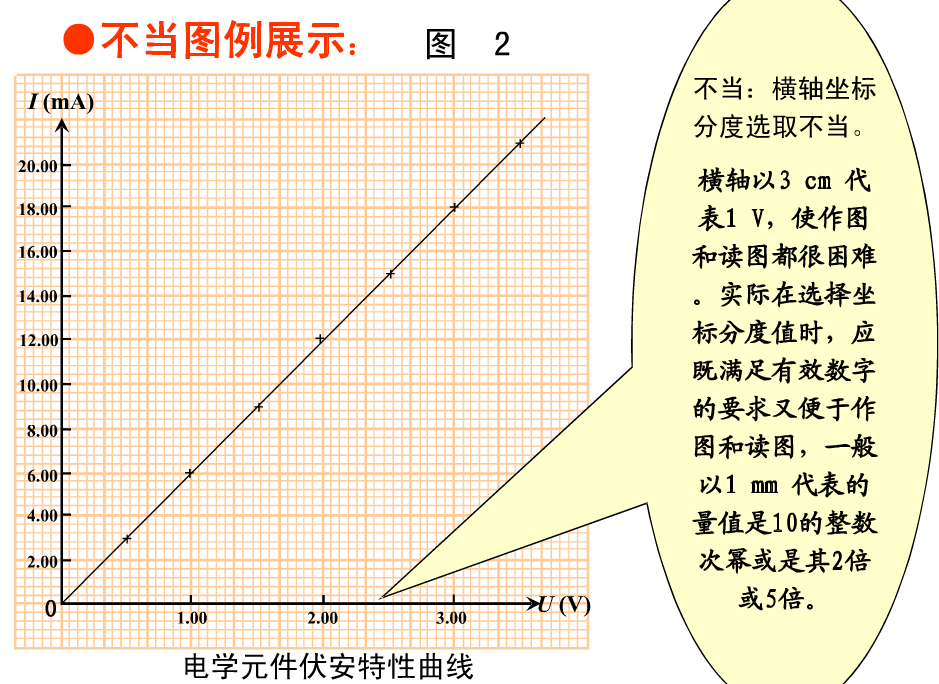 ●不当图例展示： 图 2
I (mA)
20.00
18.00
16.00
14.00
12.00
10.00
8.00
6.00
4.00
2.00
0
1.00 2.00 3.00 U (V)
电学元件伏安特性曲线
不当：横轴坐标
分度选取不当。
横轴以3 cm 代
表1 V，使作图
和读图都很困难
。实际在选择坐
标分度值时，应
既满足有效数字
的要求又便于作
图和读图，一般
以1 mm 代表的
量值是10的整数
次幂或是其2倍
或5倍。